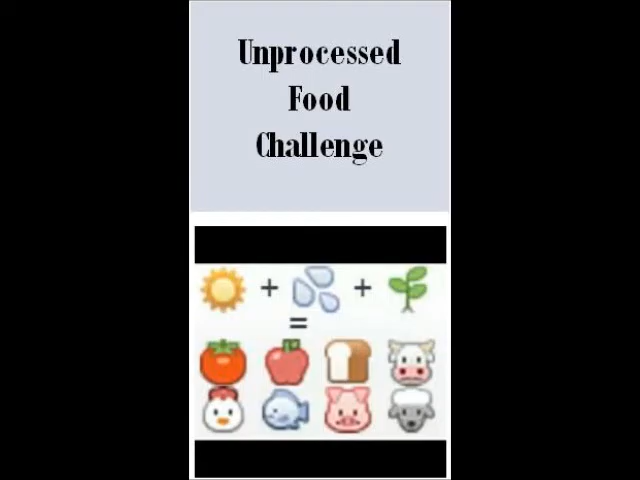 Unprocessed
Food
Challenge
+ +
=